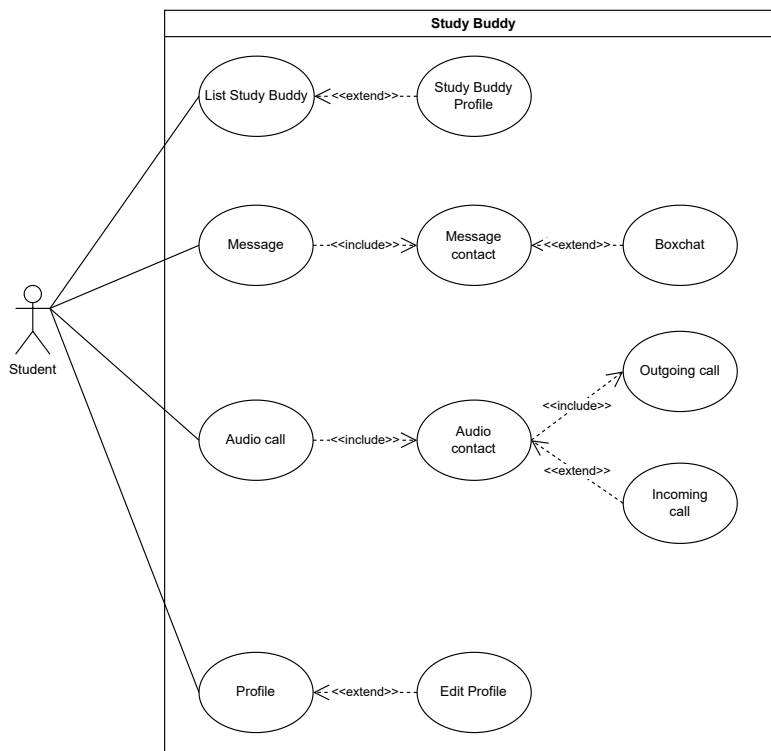 Study Buddy
List Study Buddy
<<extend>>
Study Buddy
Profile
Message
<<include>>
Message
contact
<<extend>>
Boxchat
Student
Outgoing call
<<include>>
Audio call
<<include>>
Audio
contact
<<extend>>
Incoming
call
Profile
<<extend>>
Edit Profile